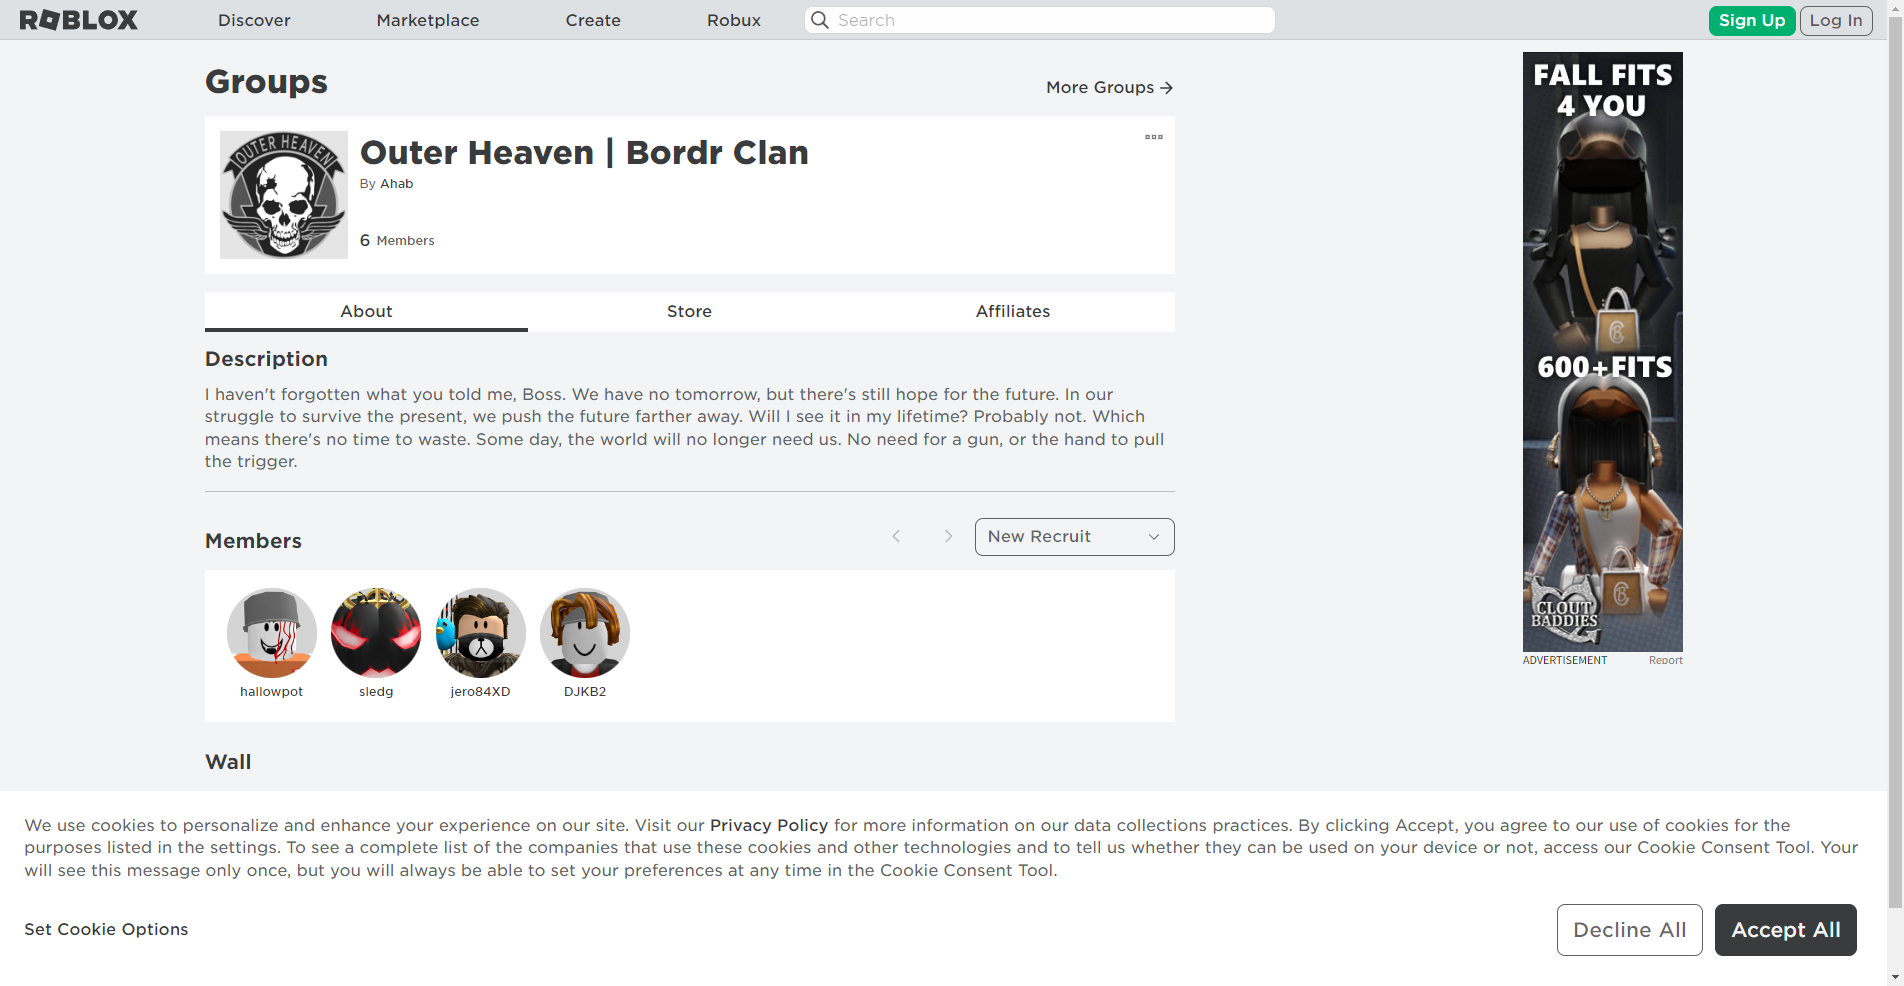 ROBLOX
Discover
Marketplace
Create
Robux
Search
Sign Up
Log In
Groups
More Groups
OUTER HEAVEN
Outer Heaven | Bordr Clan
By Ahab
6 Members
About
Store
Affiliates
Description
I haven't forgotten what you told me, Boss. We have no tomorrow, but there's still hope for the future. In our
struggle to survive the present, we push the future farther away. Will I see it in my lifetime? Probably not. Which
means there's no time to waste. Some day, the world will no longer need us. No need for a gun, or the hand to pull
the trigger.
Members
New Recruit
hallowpot
sledg
jero84XD
DJKB2
Wall
FALL FITS
4 YOU
600+FITS
CLOUT
BADDIES
ADVERTISEMENT
Report
We use cookies to personalize and enhance your experience on our site. Visit our Privacy Policy for more information on our data collections practices. By clicking Accept, you agree to our use of cookies for the
purposes listed in the settings. To see a complete list of the companies that use these cookies and other technologies and to tell us whether they can be used on your device or not, access our Cookie Consent Tool. Your
will see this message only once, but you will always be able to set your preferences at any time in the Cookie Consent Tool.
Set Cookie Options
Decline All
Accept All